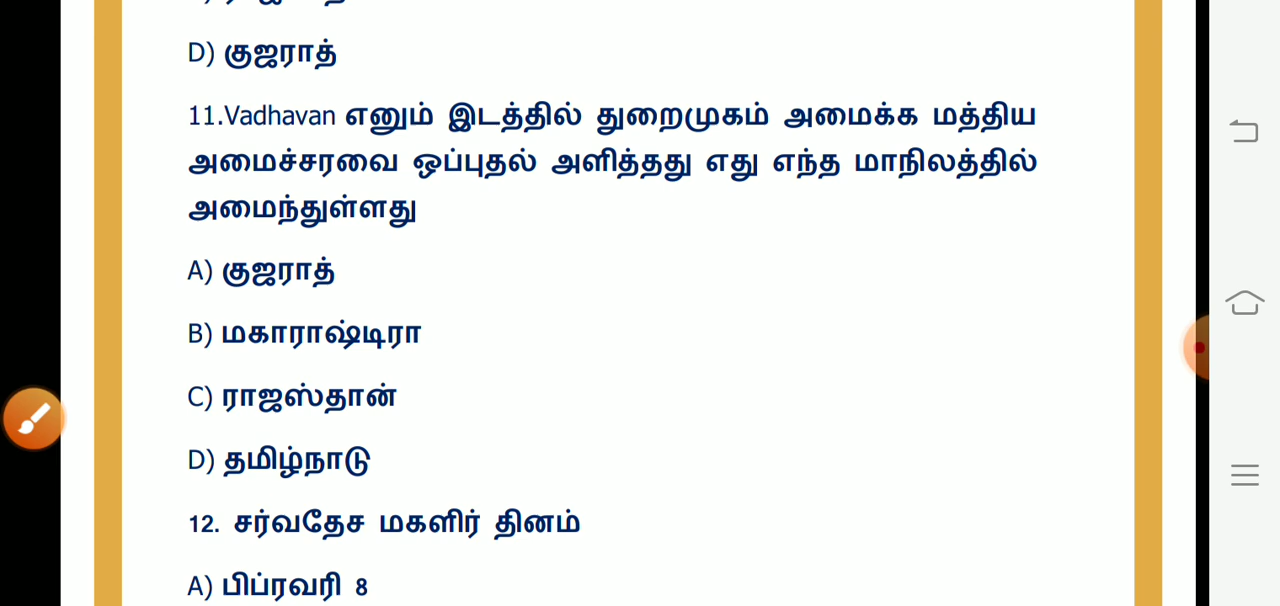 D) குஜராத்
11.Vadhavan எனும் இடத்தில் துறைமுகம் அமைக்க மத்திய
அமைச்சரவை ஒப்புதல் அளித்தது எது எந்த மாநிலத்தில்
அமைந்துள்ளது
A) குஜராத்
B) மகாராஷ்டிரா
C) ராஜஸ்தான்
D) தமிழ்நாடு
12. சர்வதேச மகளிர் தினம்
A) பிப்ரவரி 8